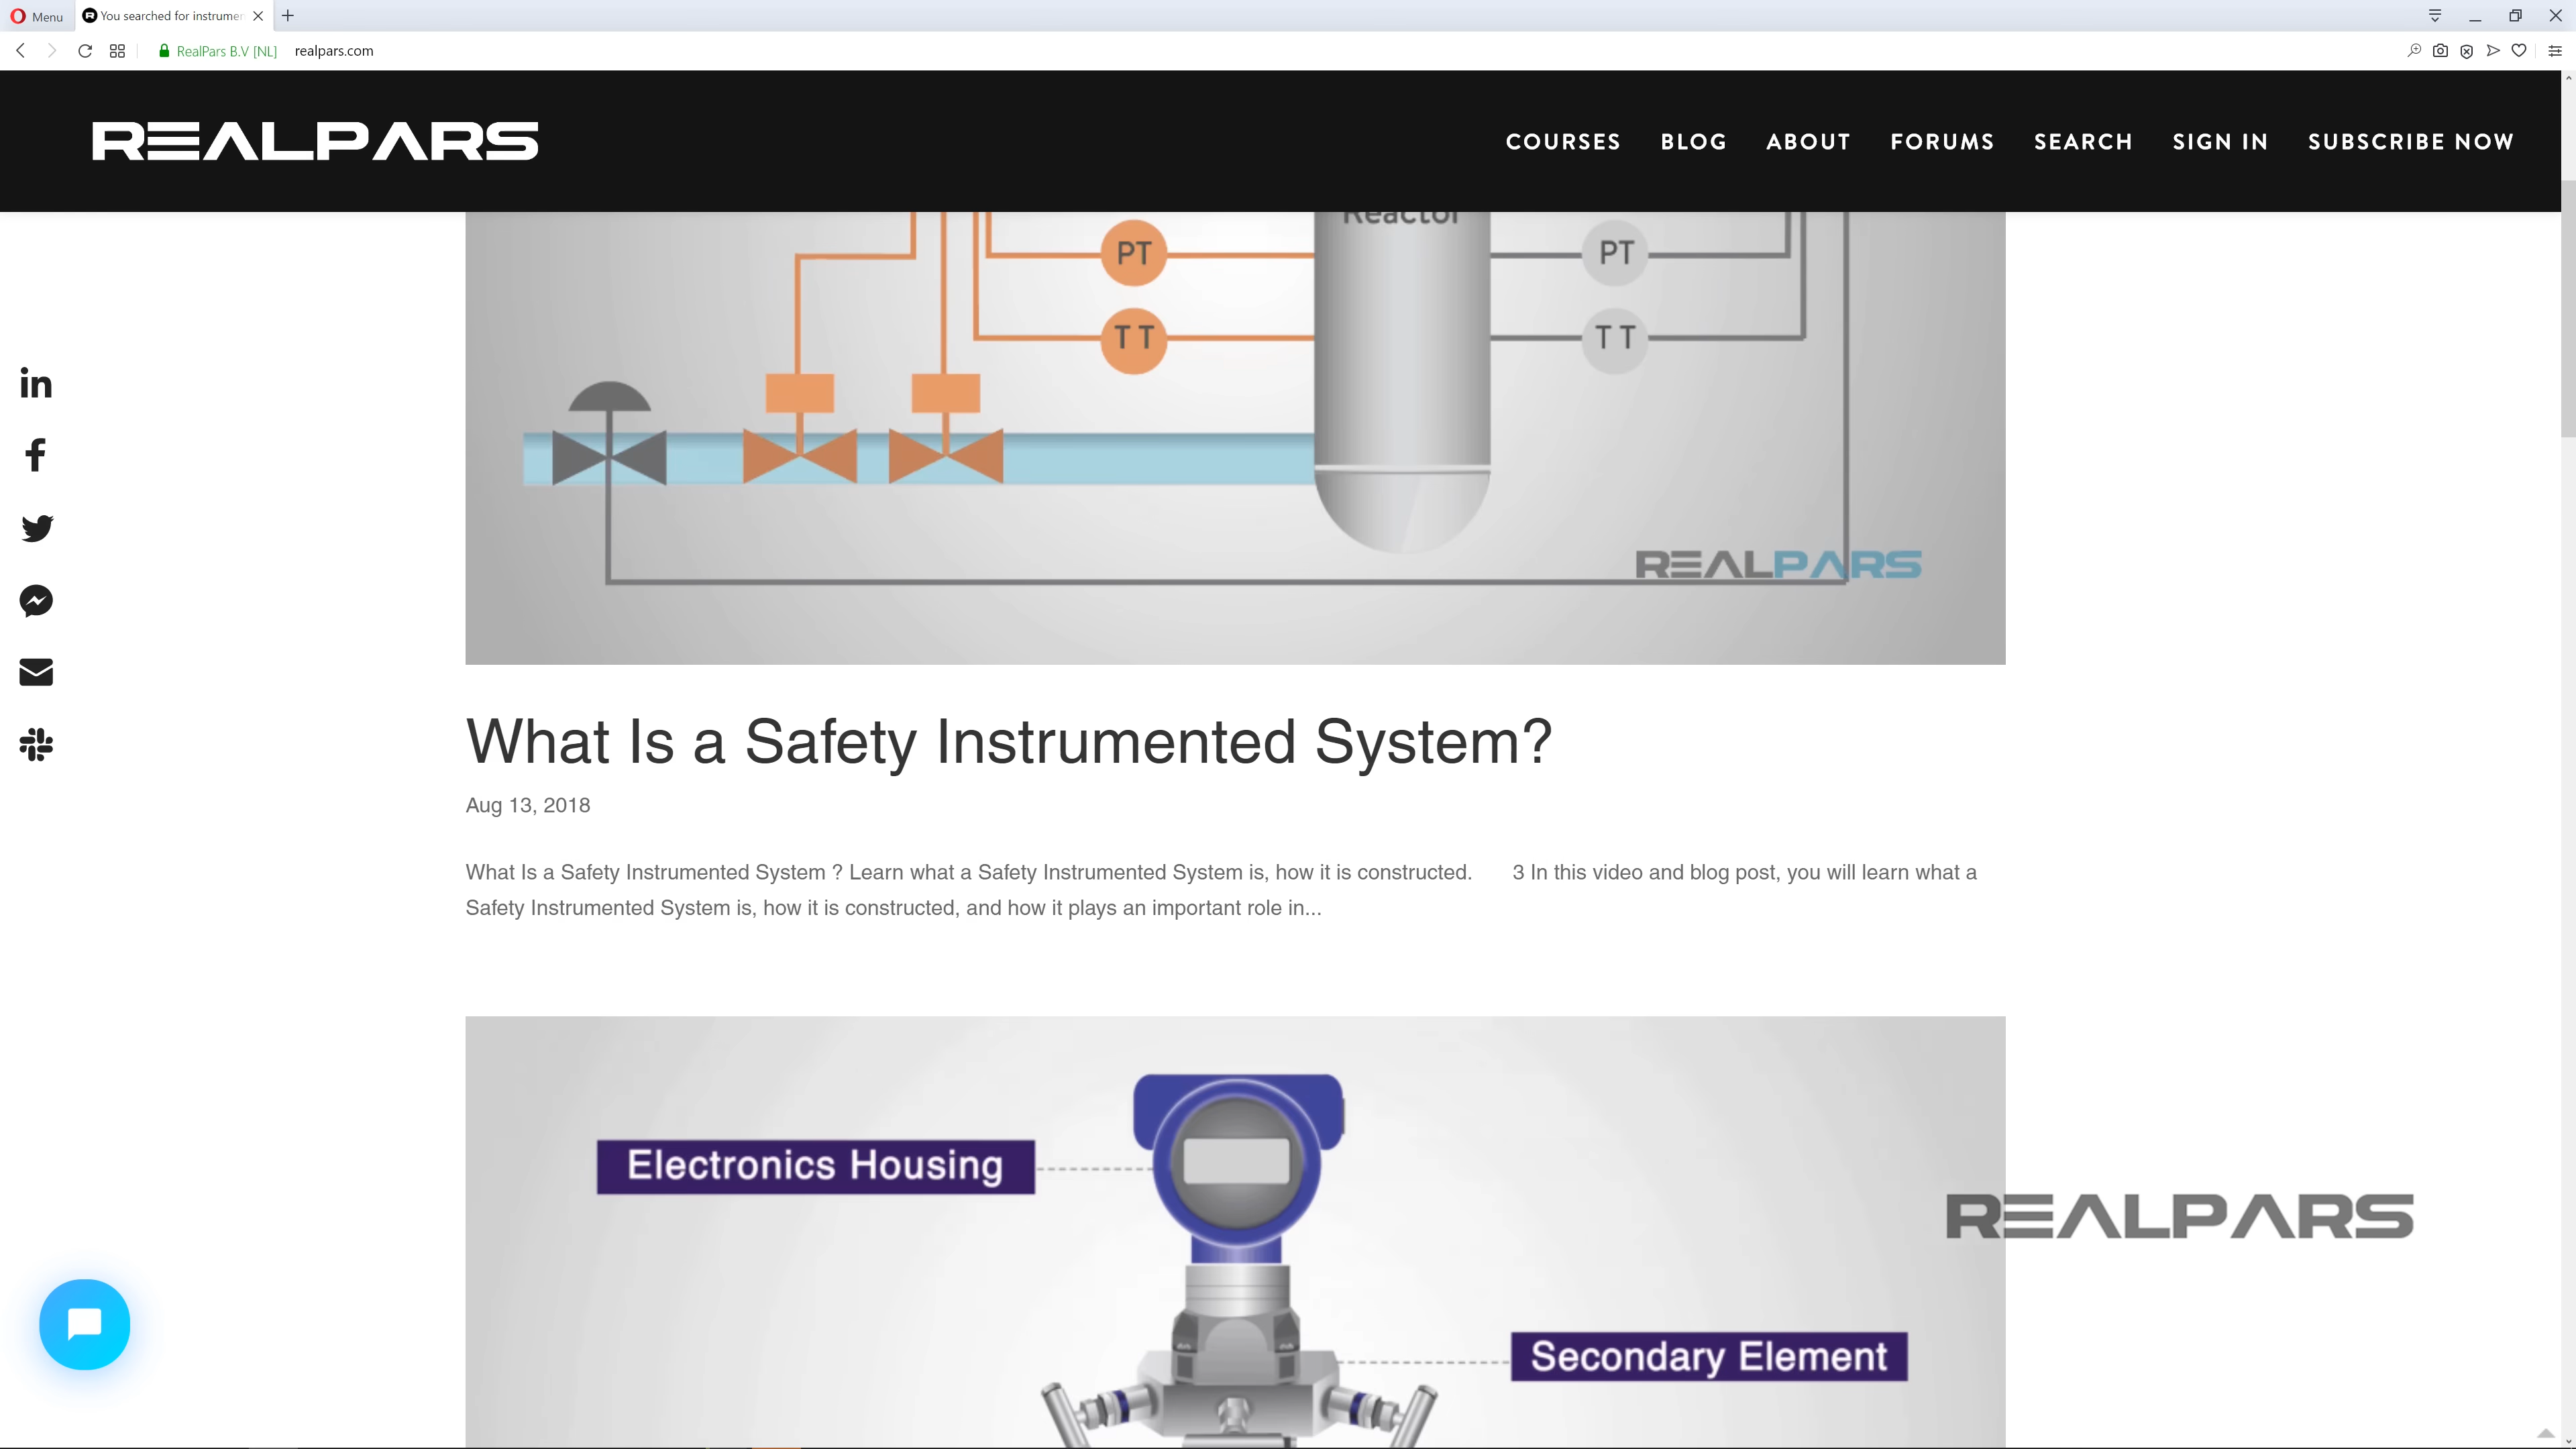 Menu
You searched for instrumen
RealPars B.V [NL]
realpars.com
REALPARS
COURSES
BLOG
ABOUT
FORUMS
SEARCH
SIGN IN
SUBSCRIBE NOW
Reactor
PT
PT
TT
TT
REALPARS
What Is a Safety Instrumented System?
Aug 13, 2018
What Is a Safety Instrumented System ? Learn what a Safety Instrumented System is, how it is constructed. 3 In this video and blog post, you will learn what a
Safety Instrumented System is, how it is constructed, and how it plays an important role in...
Electronics Housing
REALPARS
Secondary Element